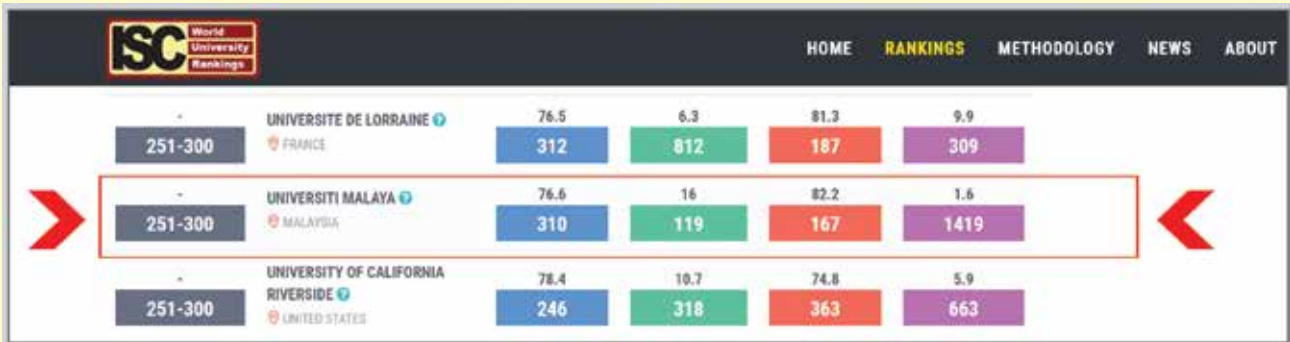 ISC World
University
Rankings
HOME RANKINGS METHODOLOGY NEWS ABOUT
- 76.5 6.3 81.3 9.9
UNIVERSITE DE LORRAINE
251-300 FRANCE 312 812 187 309
- 76.6 16 82.2 1.6
UNIVERSITI MALAYA
251-300 MALAYSIA 310 119 167 1419
UNIVERSITY OF CALIFORNIA
- 78.4 10.7 74.8 5.9
RIVERSIDE
251-300 246 318 363 663
UNITED STATES